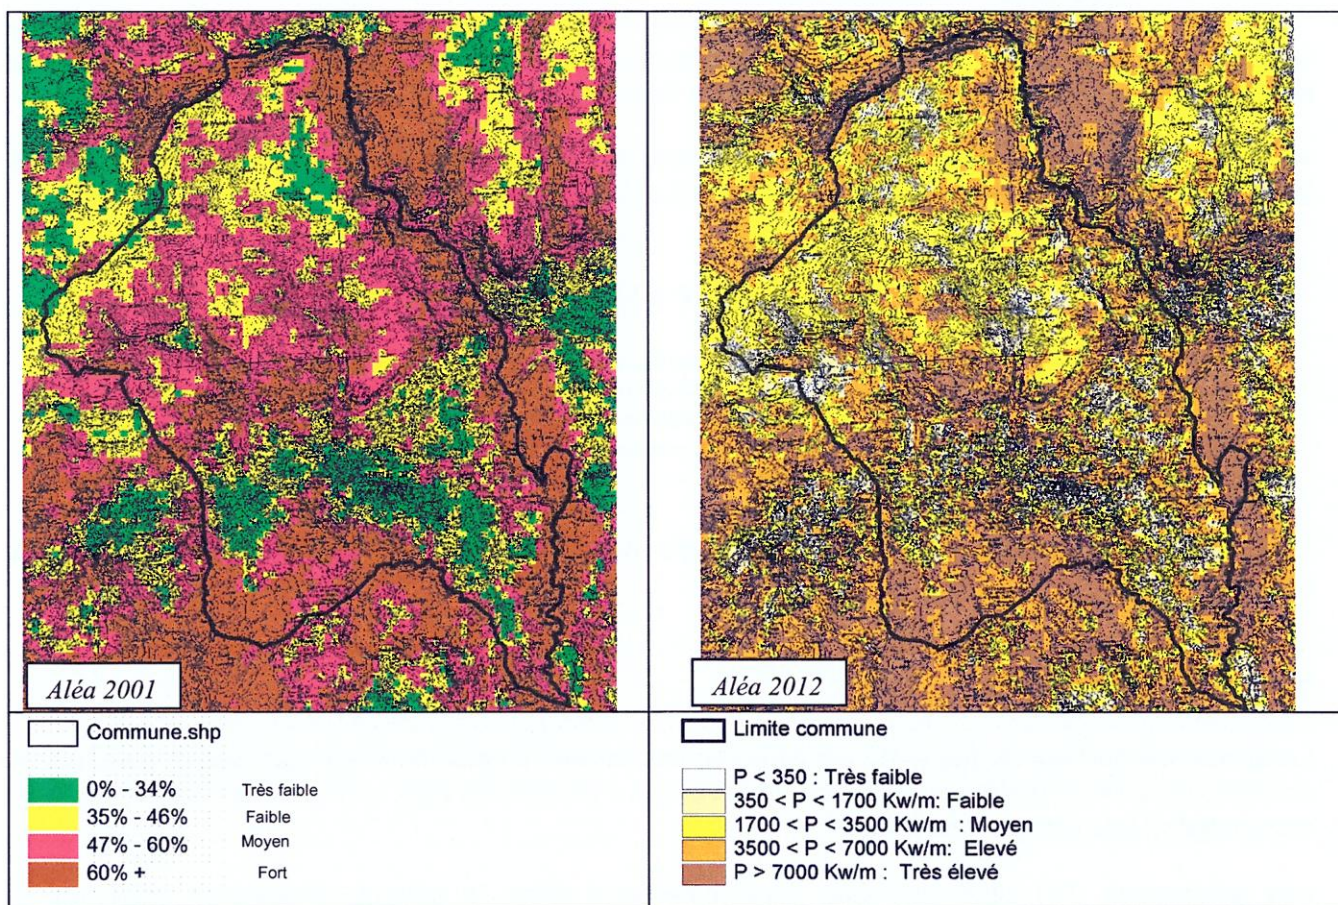 Aléa 2001
Aléa 2012
Commune.shp
0% - 34% Très faible
35% - 46% Faible
47% - 60% Moyen
60% + Fort
Limite commune
P < 350 : Très faible
350 < P < 1700 Kw/m: Faible
1700 < P < 3500 Kw/m : Moyen
3500 < P < 7000 Kw/m: Elevé
P > 7000 Kw/m : Très élevé